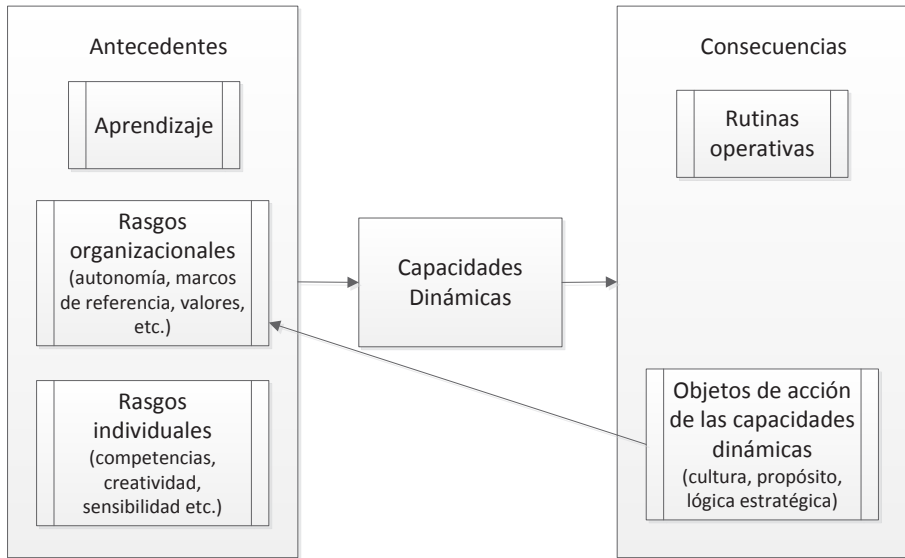 Antecedentes
Aprendizaje
Rasgos
organizacionales
(autonomía, marcos
de referencia, valores,
etc.)
Rasgos
individuales
(competencias,
creatividad,
sensibilidad etc.)
Capacidades
Dinámicas
Consecuencias
Rutinas
operativas
Objetos de acción
de las capacidades
dinámicas
(cultura, propósito,
lógica estratégica)